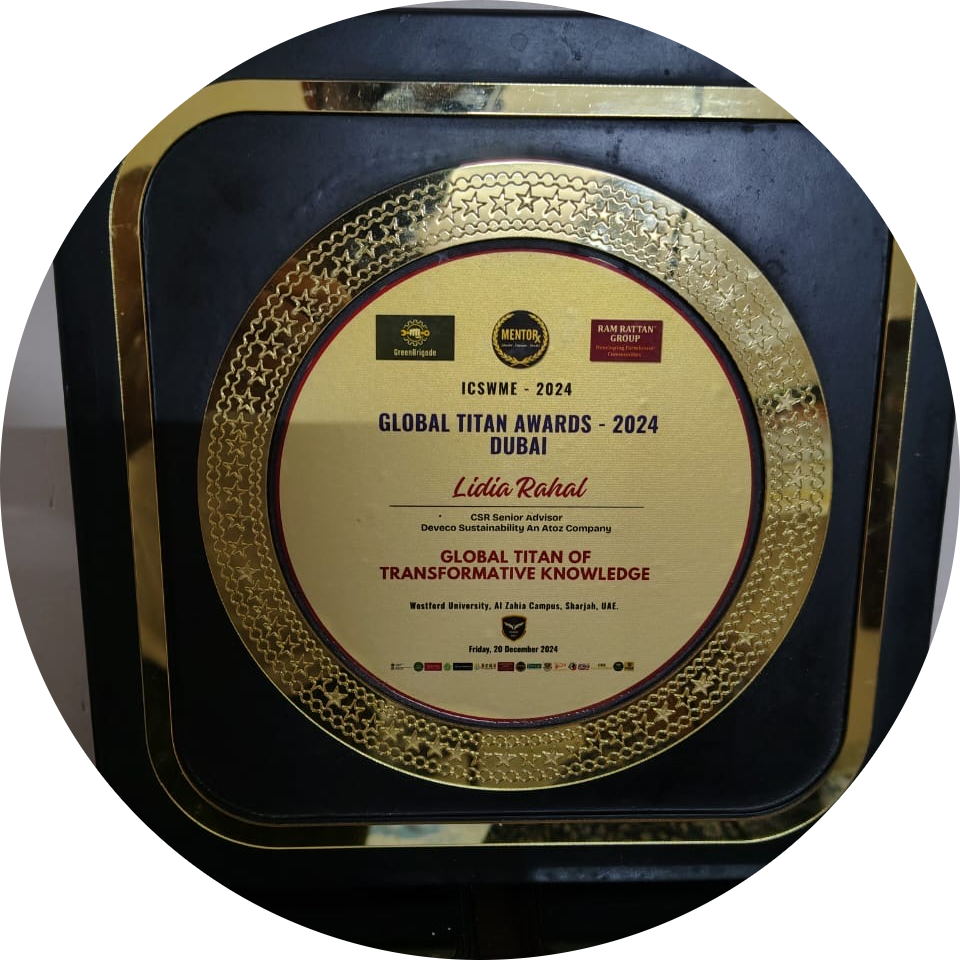 GreenBrigade
MENTORx
RAM RATTAN
GROUP
ICSWME - 2024
GLOBAL TITAN AWARDS - 2024
DUBAI
Lidia Rahal
CSR Senior Advisor
Deveco Sustainability An Atoz Company
GLOBAL TITAN OF
TRANSFORMATIVE KNOWLEDGE
Westford University, Al Zahia Campus, Sharjah, UAE.
Friday, 20 December 2024